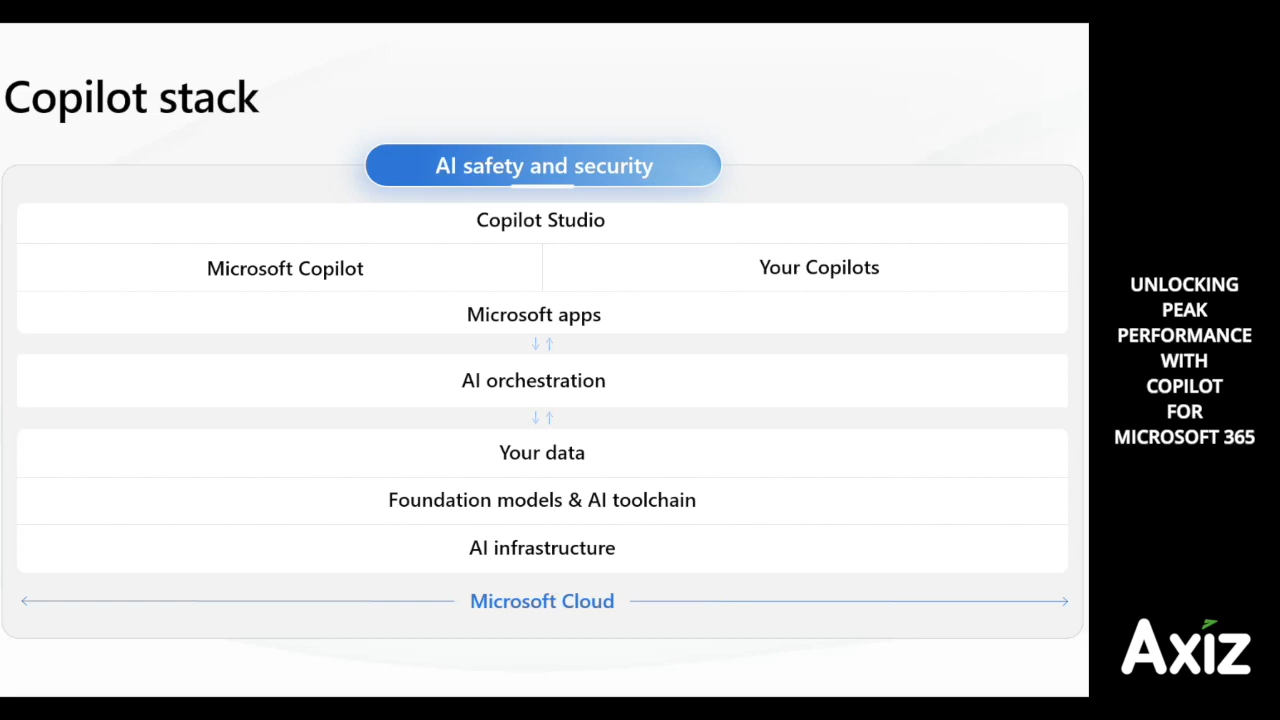 Copilot stack
AI safety and security
Copilot Studio
Microsoft Copilot
Your Copilots
Microsoft apps
AI orchestration
Your data
Foundation models & AI toolchain
AI infrastructure
Microsoft Cloud
UNLOCKING
PEAK
PERFORMANCE
WITH
COPILOT
FOR
MICROSOFT 365
Axiz